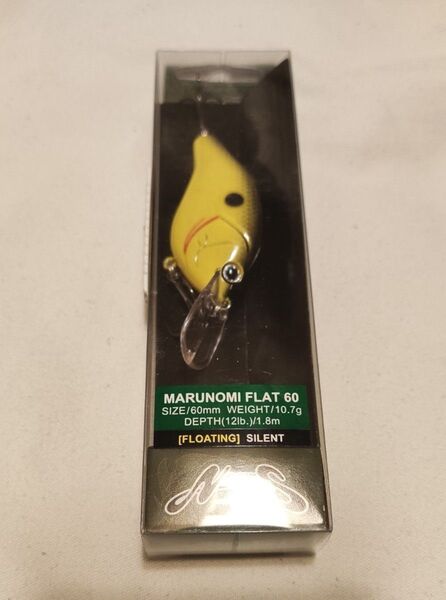 MARUNOMI FLAT 60
SIZE/60mm WEIGHT/10.7g
DEPTH(12lb.)/1.8m
[FLOATING] SILENT